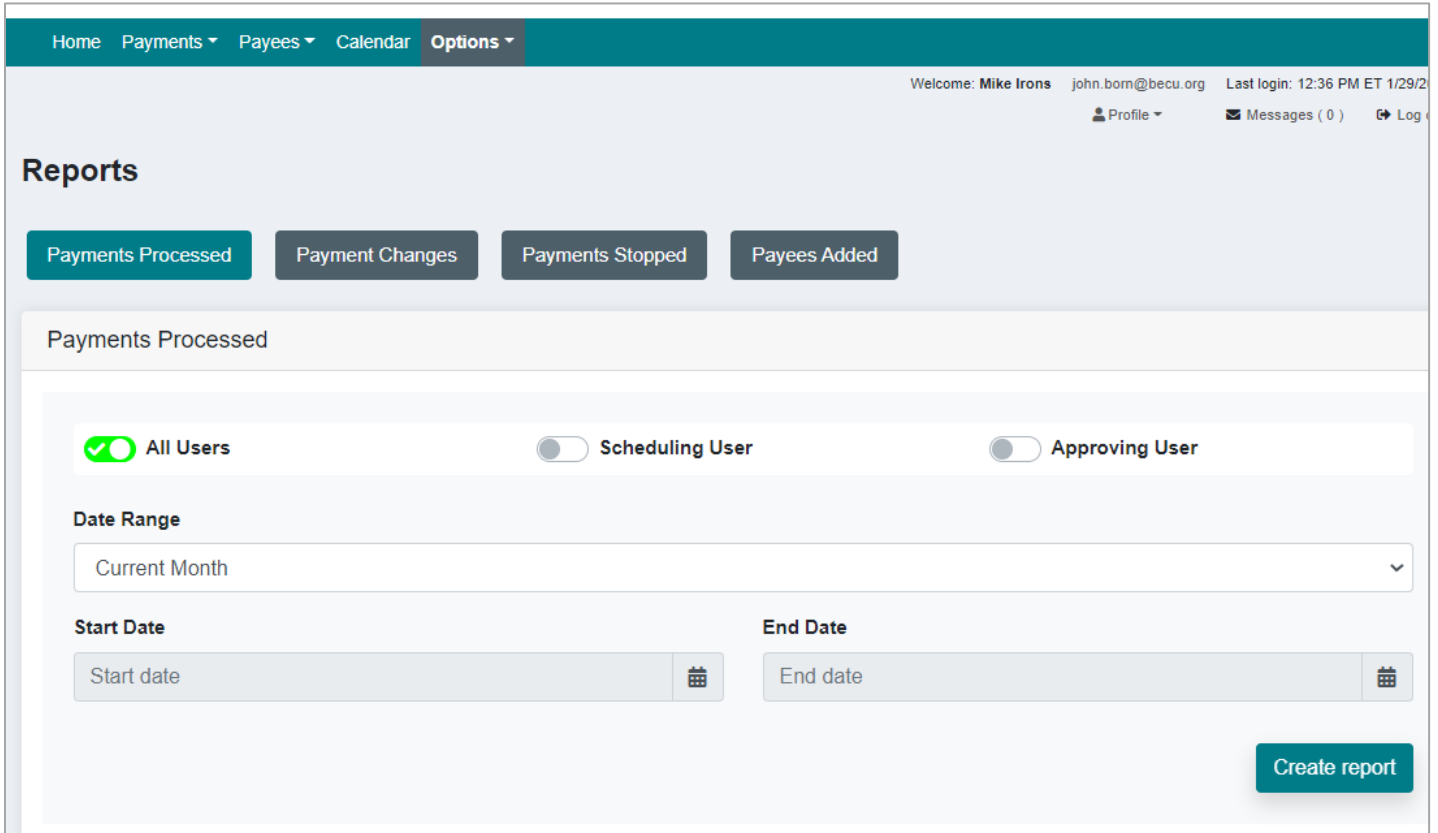 Home Payments Payees Calendar Options
Welcome: Mike Irons john.born@becu.org Last login: 12:36 PM ET 1/29/2
Profile Messages ( 0 ) Log
Reports
Payments Processed Payment Changes Payments Stopped Payees Added
Payments Processed
All Users Scheduling User Approving User
Date Range
Current Month
Start Date End Date
Start date End date
Create report